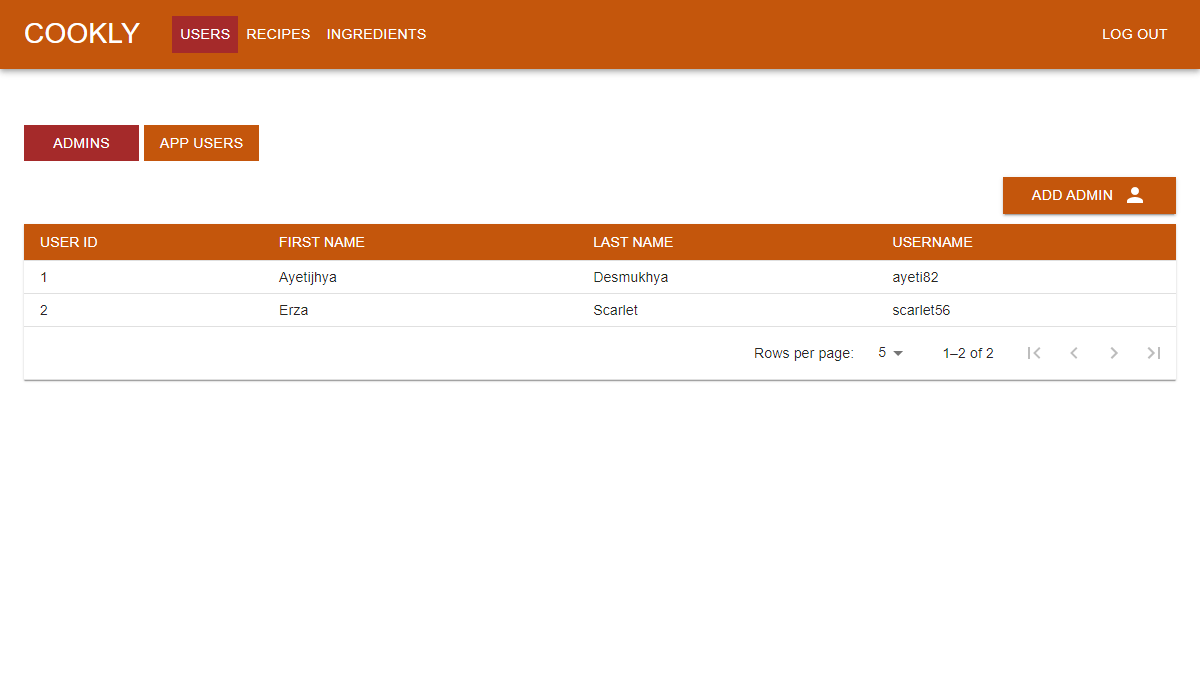 COOKLY USERS RECIPES INGREDIENTS LOG OUT
ADMINS APP USERS
ADD ADMIN
USER ID FIRST NAME LAST NAME USERNAME
1 Ayetijhya Desmukhya ayeti82
2 Erza Scarlet scarlet56
Rows per page: 5 1–2 of 2